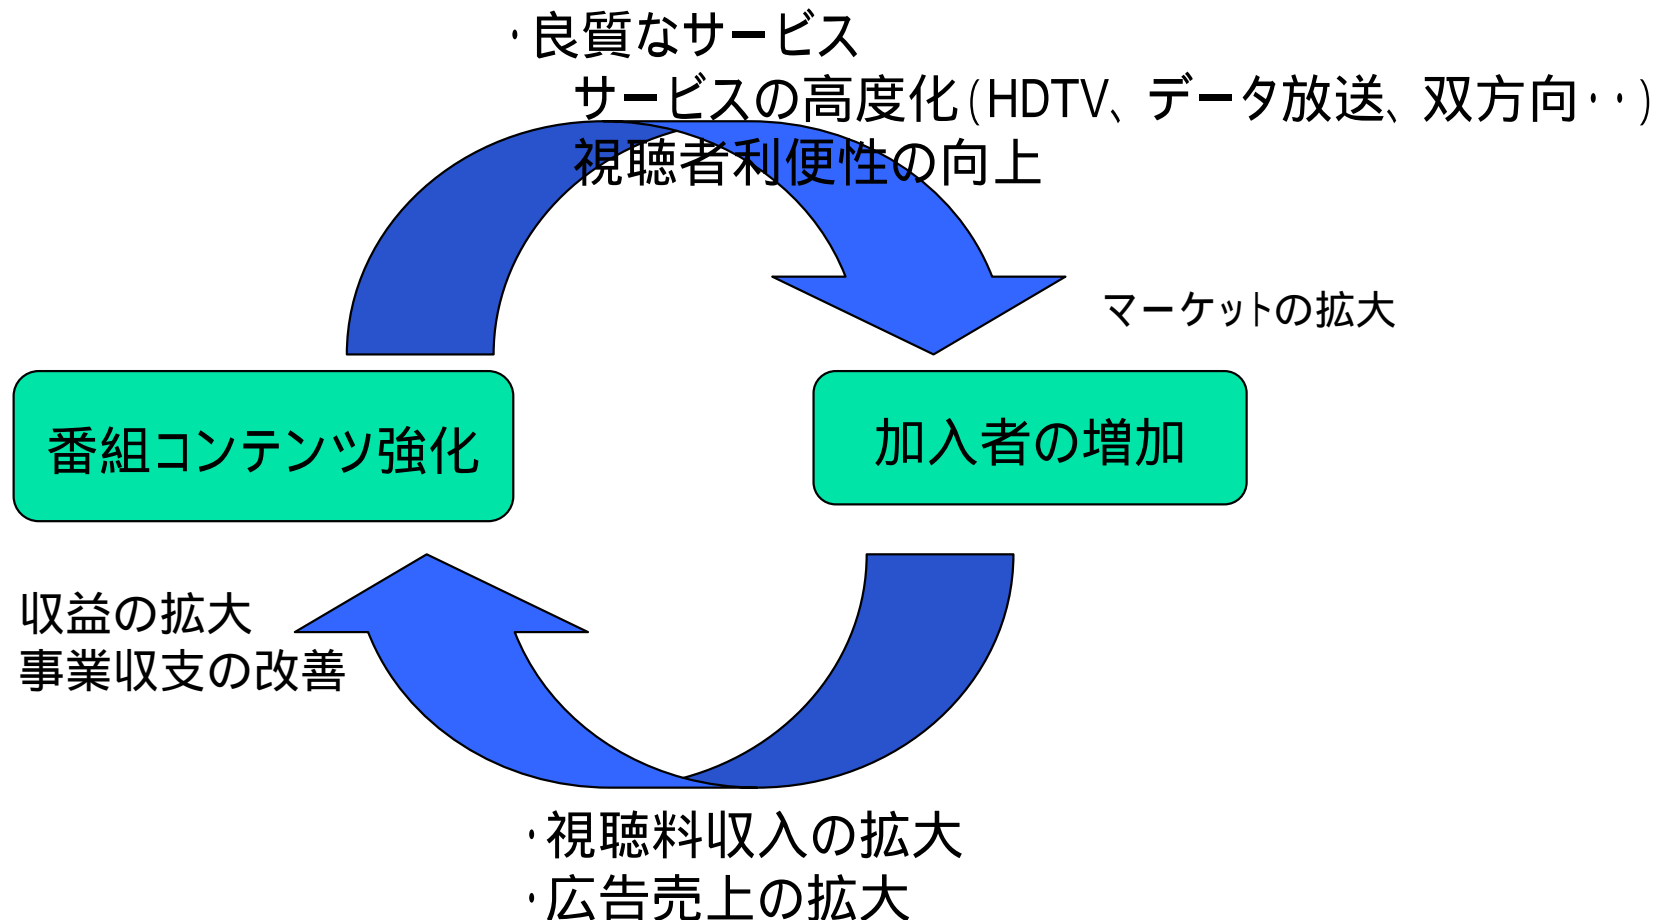 ・良質なサービス
サービスの高度化(HDTV、データ放送、双方向・・)
視聴者利便性の向上
マーケットの拡大
番組コンテンツ強化
加入者の増加
収益の拡大
事業収支の改善
・視聴料収入の拡大
・広告売上の拡大